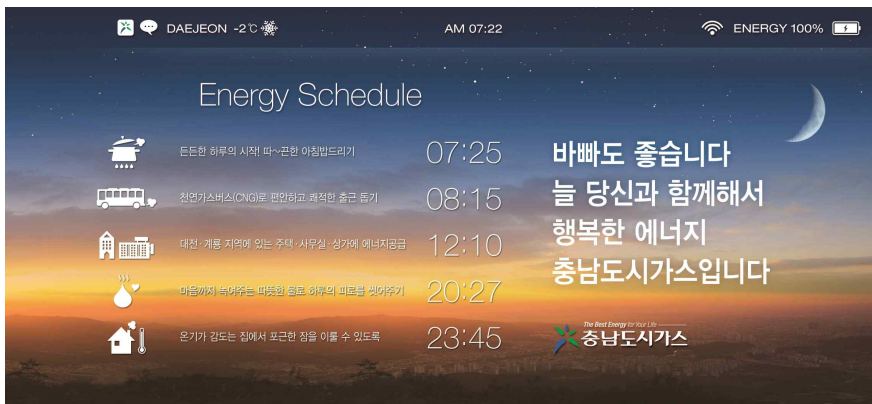 DAEJEON -2℃
AM 07:22
ENERGY 100%
Energy Schedule
든든한 하루의 시작! 따~끈한 아침밥드리기
07:25
천연가스버스(CNG)로 편안하고 쾌적한 출근 돕기
08:15
대전·계룡 지역에 있는 주택·사무실·상가에 에너지공급
12:10
마음까지 녹여주는 따뜻한 물로 하루의 피로를 씻어주기
20:27
온기가 감도는 집에서 포근한 잠을 이룰 수 있도록
23:45
바빠도 좋습니다
늘 당신과 함께해서
행복한 에너지
충남도시가스입니다
The Best Energy for Your Life
충남도시가스